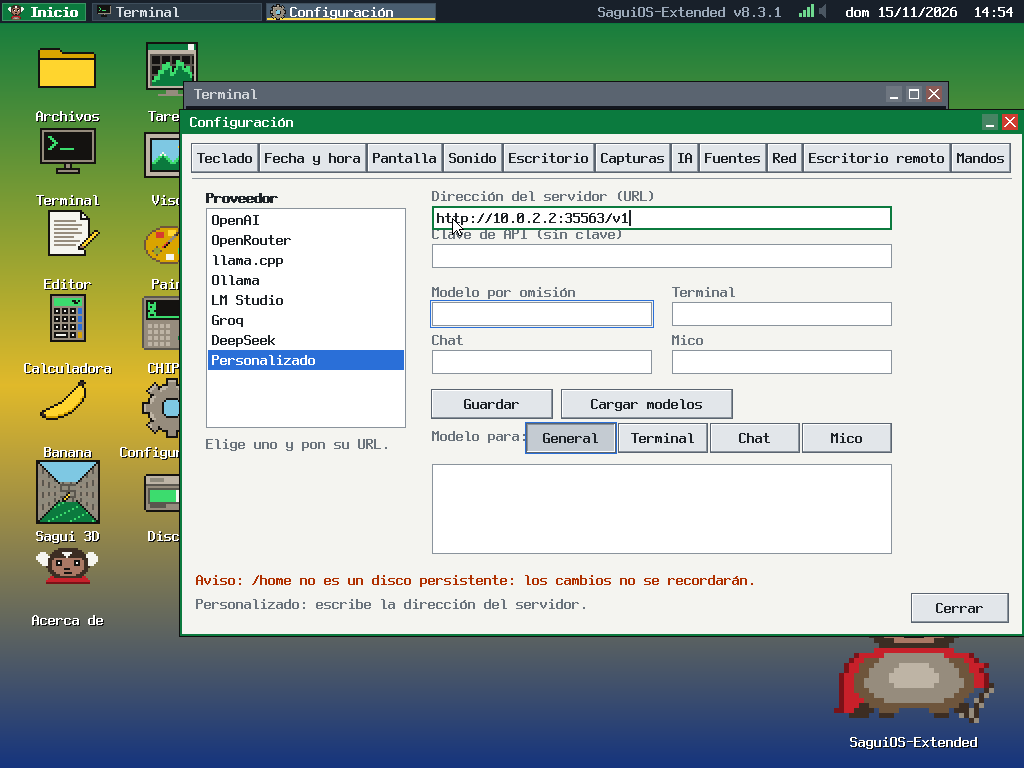 Inicio Terminal Configuración SaguiOS-Extended v8.3.1 dom 15/11/2026 14:54
Archivos
Terminal
Editor
Calculadora
Banana
Sagui 3D
Acerca de
Terminal
Configuración
Teclado Fecha y hora Pantalla Sonido Escritorio Capturas IA Fuentes Red Escritorio remoto Mandos
Proveedor
OpenAI
OpenRouter
llama.cpp
Ollama
LM Studio
Groq
DeepSeek
Personalizado
Elige uno y pon su URL.
Dirección del servidor (URL)
http://10.0.2.2:35563/v1
Clave de API (sin clave)
Modelo por omisión Terminal
Chat Mico
Guardar Cargar modelos
Modelo para: General Terminal Chat Mico
Aviso: /home no es un disco persistente: los cambios no se recordarán.
Personalizado: escribe la dirección del servidor.
Cerrar
SaguiOS-Extended